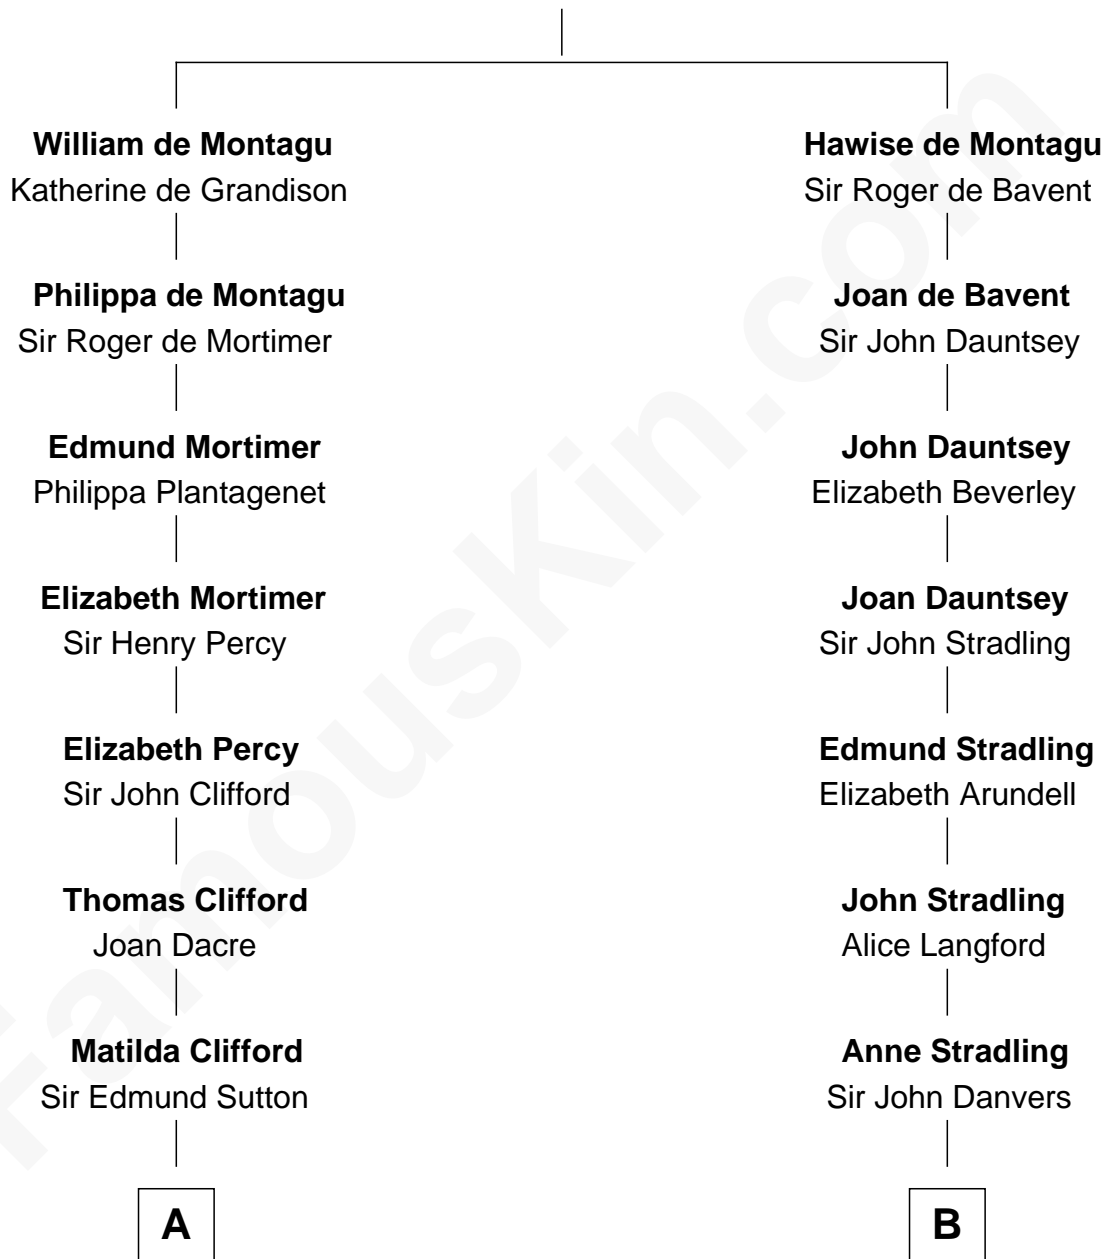 William de Montagu
Katherine de Grandison
Philippa de Montagu
Sir Roger de Mortimer
Edmund Mortimer
Philippa Plantagenet
Elizabeth Mortimer
Sir Henry Percy
Elizabeth Percy
Sir John Clifford
Thomas Clifford
Joan Dacre
Matilda Clifford
Sir Edmund Sutton
A
Hawise de Montagu
Sir Roger de Bavent
Joan de Bavent
Sir John Dauntsey
John Dauntsey
Elizabeth Beverley
Joan Dauntsey
Sir John Stradling
Edmund Stradling
Elizabeth Arundell
John Stradling
Alice Langford
Anne Stradling
Sir John Danvers
B
FamousKin.com